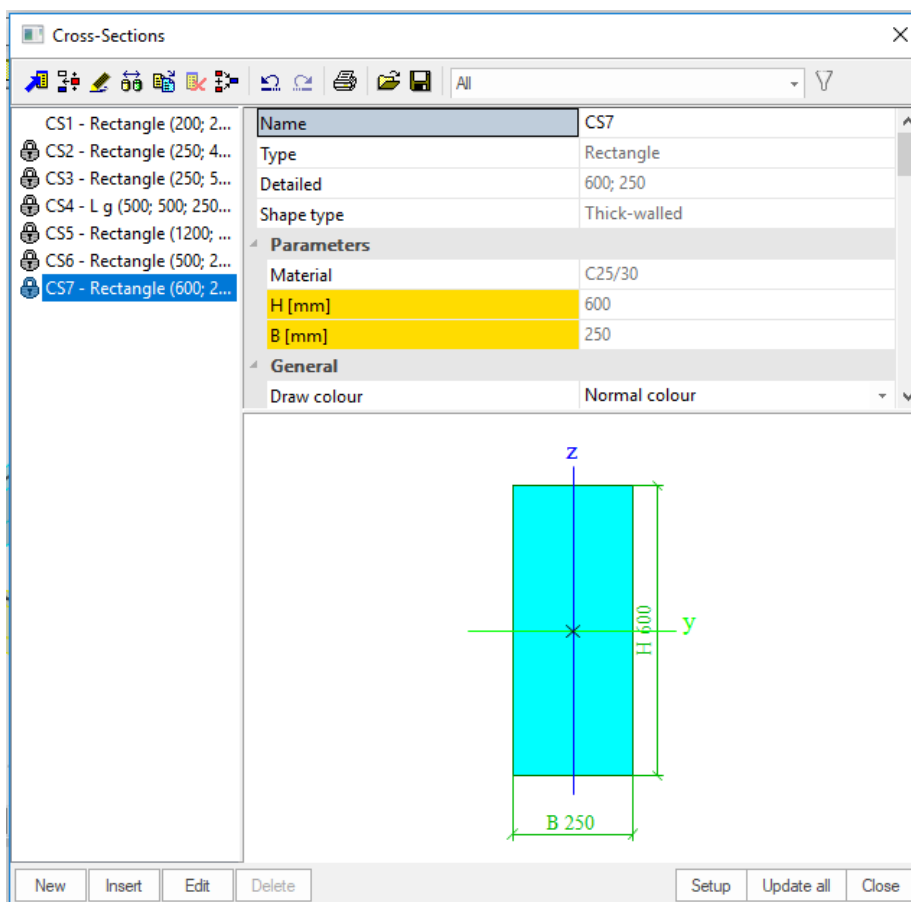 Cross-Sections
All
CS1 - Rectangle (200; 2...
CS2 - Rectangle (250; 4...
CS3 - Rectangle (250; 5...
CS4 - L g (500; 500; 250...
CS5 - Rectangle (1200; ...
CS6 - Rectangle (500; 2...
CS7 - Rectangle (600; 2...
Name CS7
Type Rectangle
Detailed 600; 250
Shape type Thick-walled
Parameters
Material C25/30
H [mm] 600
B [mm] 250
General
Draw colour Normal colour
z
y
H 600
B 250
New Insert Edit Delete Setup Update all Close